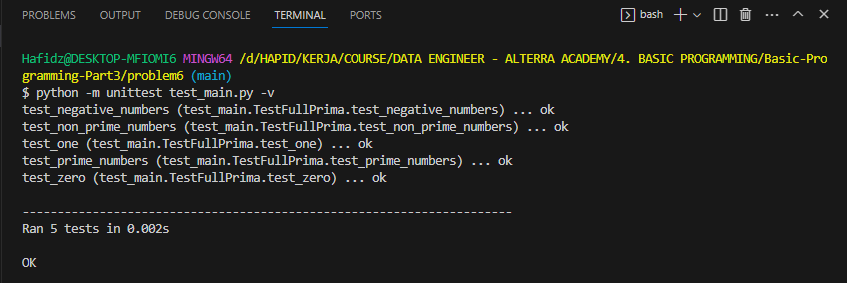 PROBLEMS OUTPUT DEBUG CONSOLE TERMINAL PORTS bash
Hafidz@DESKTOP-MFIOMI6 MINGW64 /d/HAPID/KERJA/COURSE/DATA ENGINEER - ALTERRA ACADEMY/4. BASIC PROGRAMMING/Basic-Pro
gramming-Part3/problem6 (main)
$ python -m unittest test_main.py -v
test_negative_numbers (test_main.TestFullPrima.test_negative_numbers) ... ok
test_non_prime_numbers (test_main.TestFullPrima.test_non_prime_numbers) ... ok
test_one (test_main.TestFullPrima.test_one) ... ok
test_prime_numbers (test_main.TestFullPrima.test_prime_numbers) ... ok
test_zero (test_main.TestFullPrima.test_zero) ... ok
----------------------------------------------------------------------
Ran 5 tests in 0.002s
OK